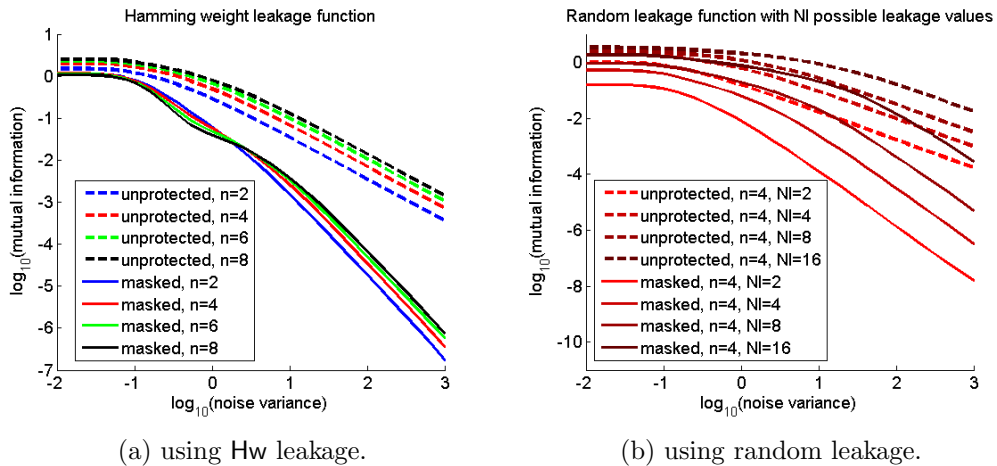 Hamming weight leakage function
log10(mutual information)
1
0
-1
-2
-3
-4
-5
-6
-7
unprotected, n=2
unprotected, n=4
unprotected, n=6
unprotected, n=8
masked, n=2
masked, n=4
masked, n=6
masked, n=8
-2
-1
0
1
2
3
log10(noise variance)
(a) using Hw leakage.
Random leakage function with Nl possible leakage values
log10(mutual information)
0
-2
-4
-6
-8
-10
unprotected, n=4, Nl=2
unprotected, n=4, Nl=4
unprotected, n=4, Nl=8
unprotected, n=4, Nl=16
masked, n=4, Nl=2
masked, n=4, Nl=4
masked, n=4, Nl=8
masked, n=4, Nl=16
-2
-1
0
1
2
3
log10(noise variance)
(b) using random leakage.